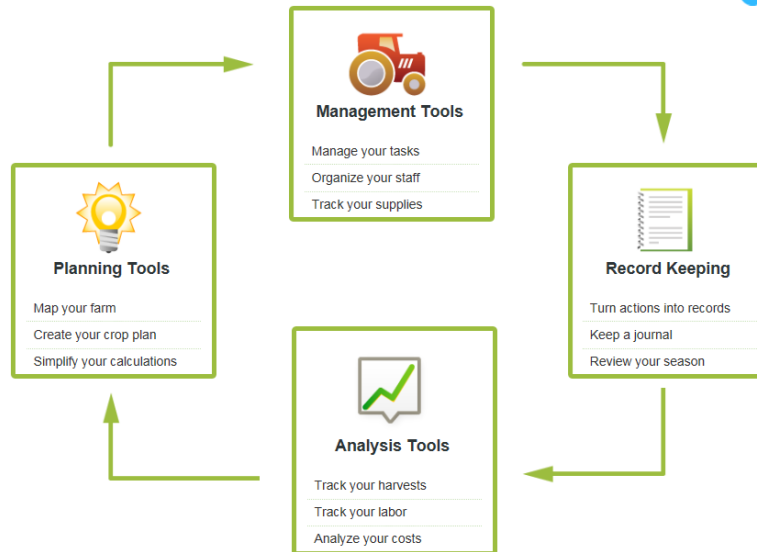 Management Tools
Manage your tasks
Organize your staff
Track your supplies
Planning Tools
Map your farm
Create your crop plan
Simplify your calculations
Record Keeping
Turn actions into records
Keep a journal
Review your season
Analysis Tools
Track your harvests
Track your labor
Analyze your costs